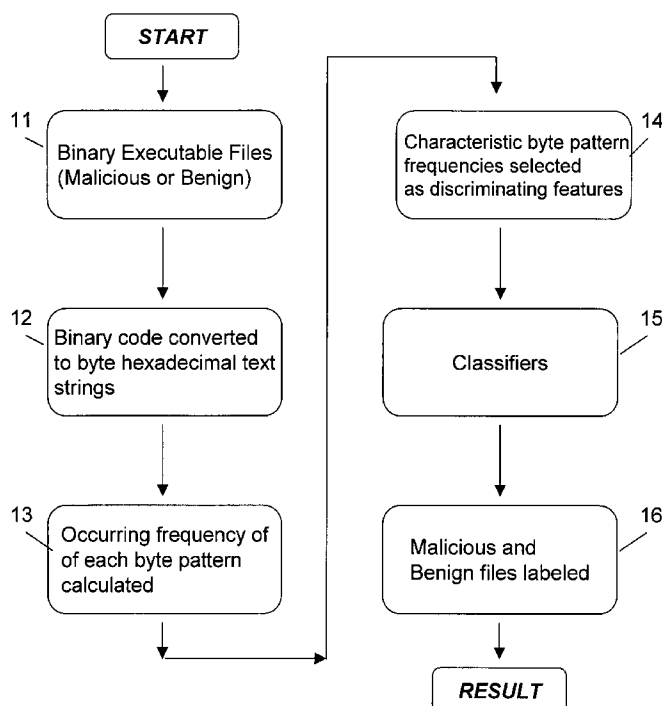 START
11
Binary Executable Files
(Malicious or Benign)
12
Binary code converted
to byte hexadecimal text
strings
13
Occurring frequency of
of each byte pattern
calculated
14
Characteristic byte pattern
frequencies selected
as discriminating features
15
Classifiers
16
Malicious and
Benign files labeled
RESULT